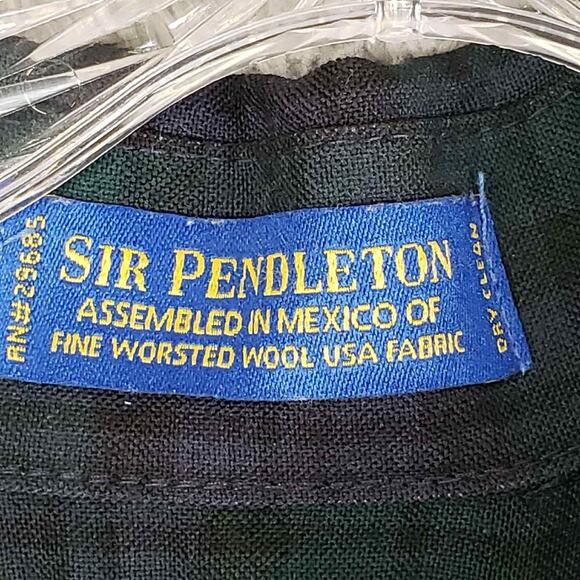 RN#29685
SIR PENDLETON
ASSEMBLED IN MEXICO OF
FINE WORSTED WOOL USA FABRIC
DRY CLEAN